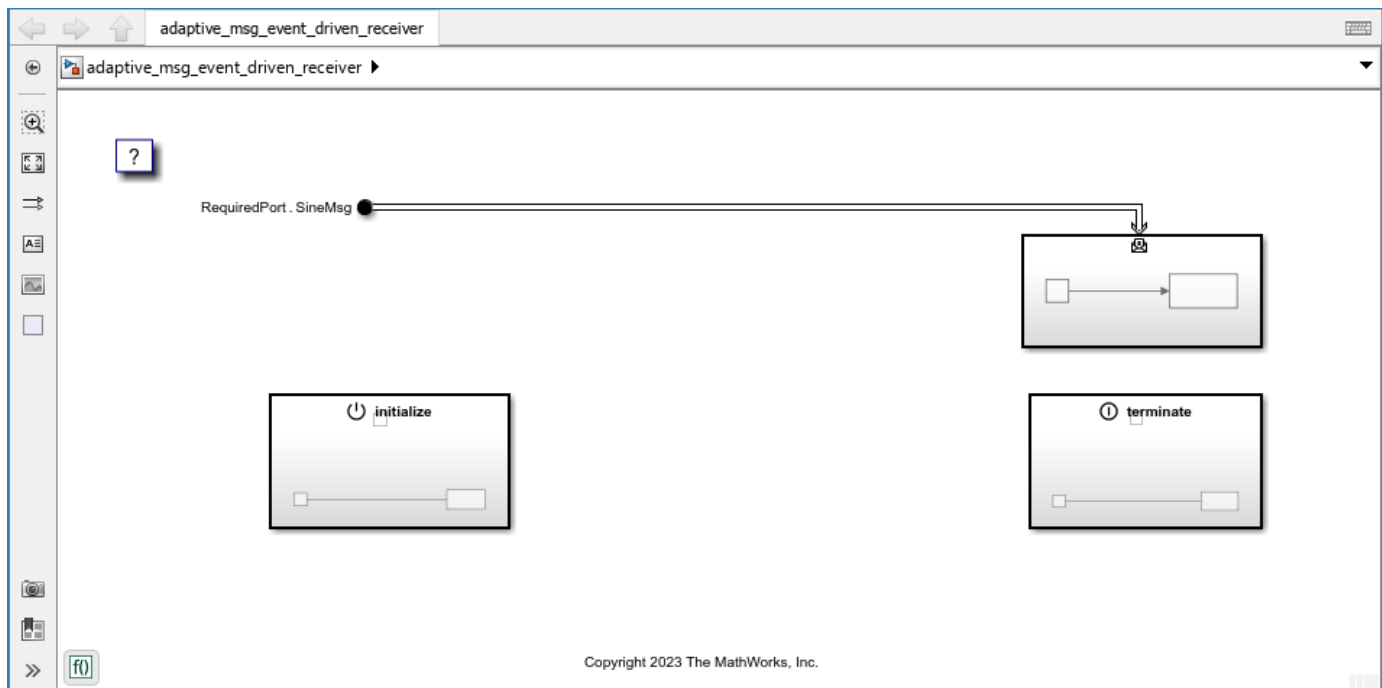 adaptive_msg_event_driven_receiver
adaptive_msg_event_driven_receiver
?
RequiredPort . SineMsg
initialize
terminate
f()
Copyright 2023 The MathWorks, Inc.